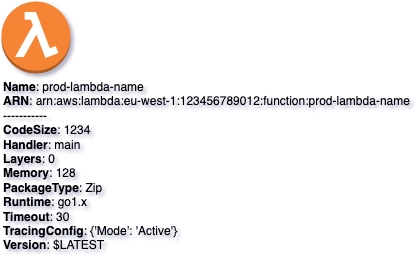 Name: prod-lambda-name
ARN: arn:aws:lambda:eu-west-1:123456789012:function:prod-lambda-name
-----------
CodeSize: 1234
Handler: main
Layers: 0
Memory: 128
PackageType: Zip
Runtime: go1.x
Timeout: 30
TracingConfig: {'Mode': 'Active'}
Version: $LATEST